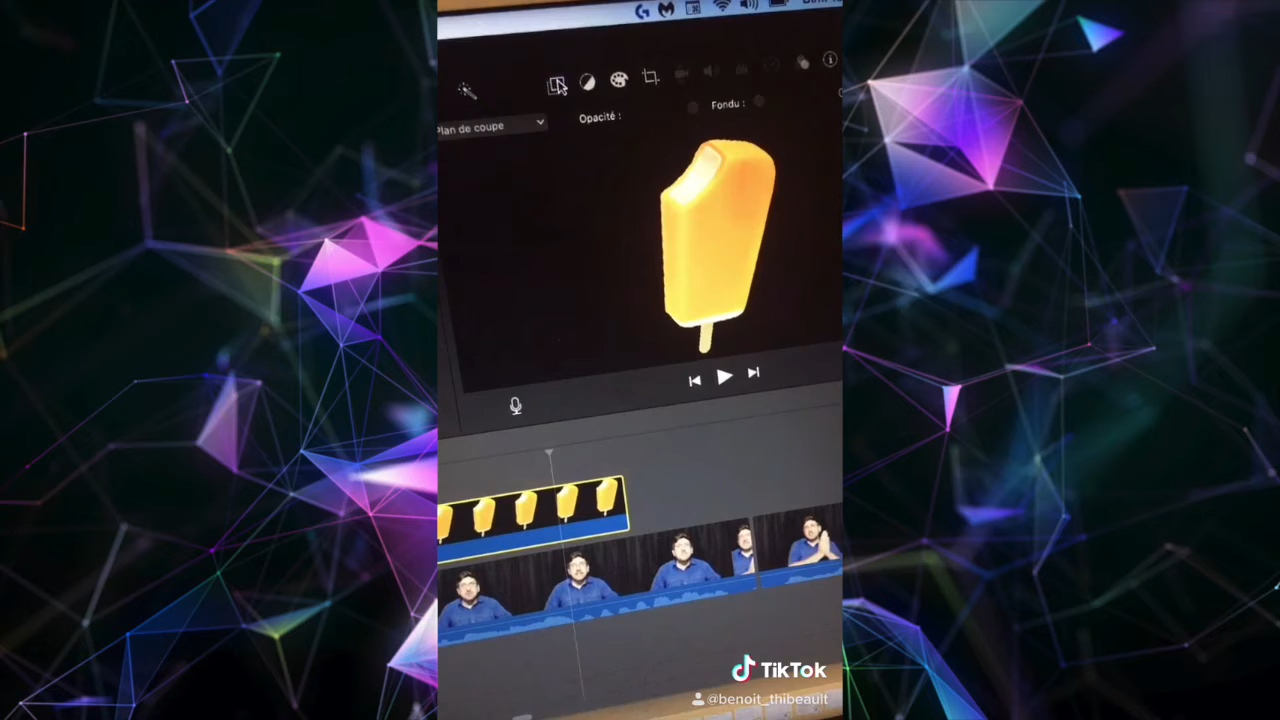 Plan de coupe
Opacité :
Fondu :
TikTok
@benoit_thibeault